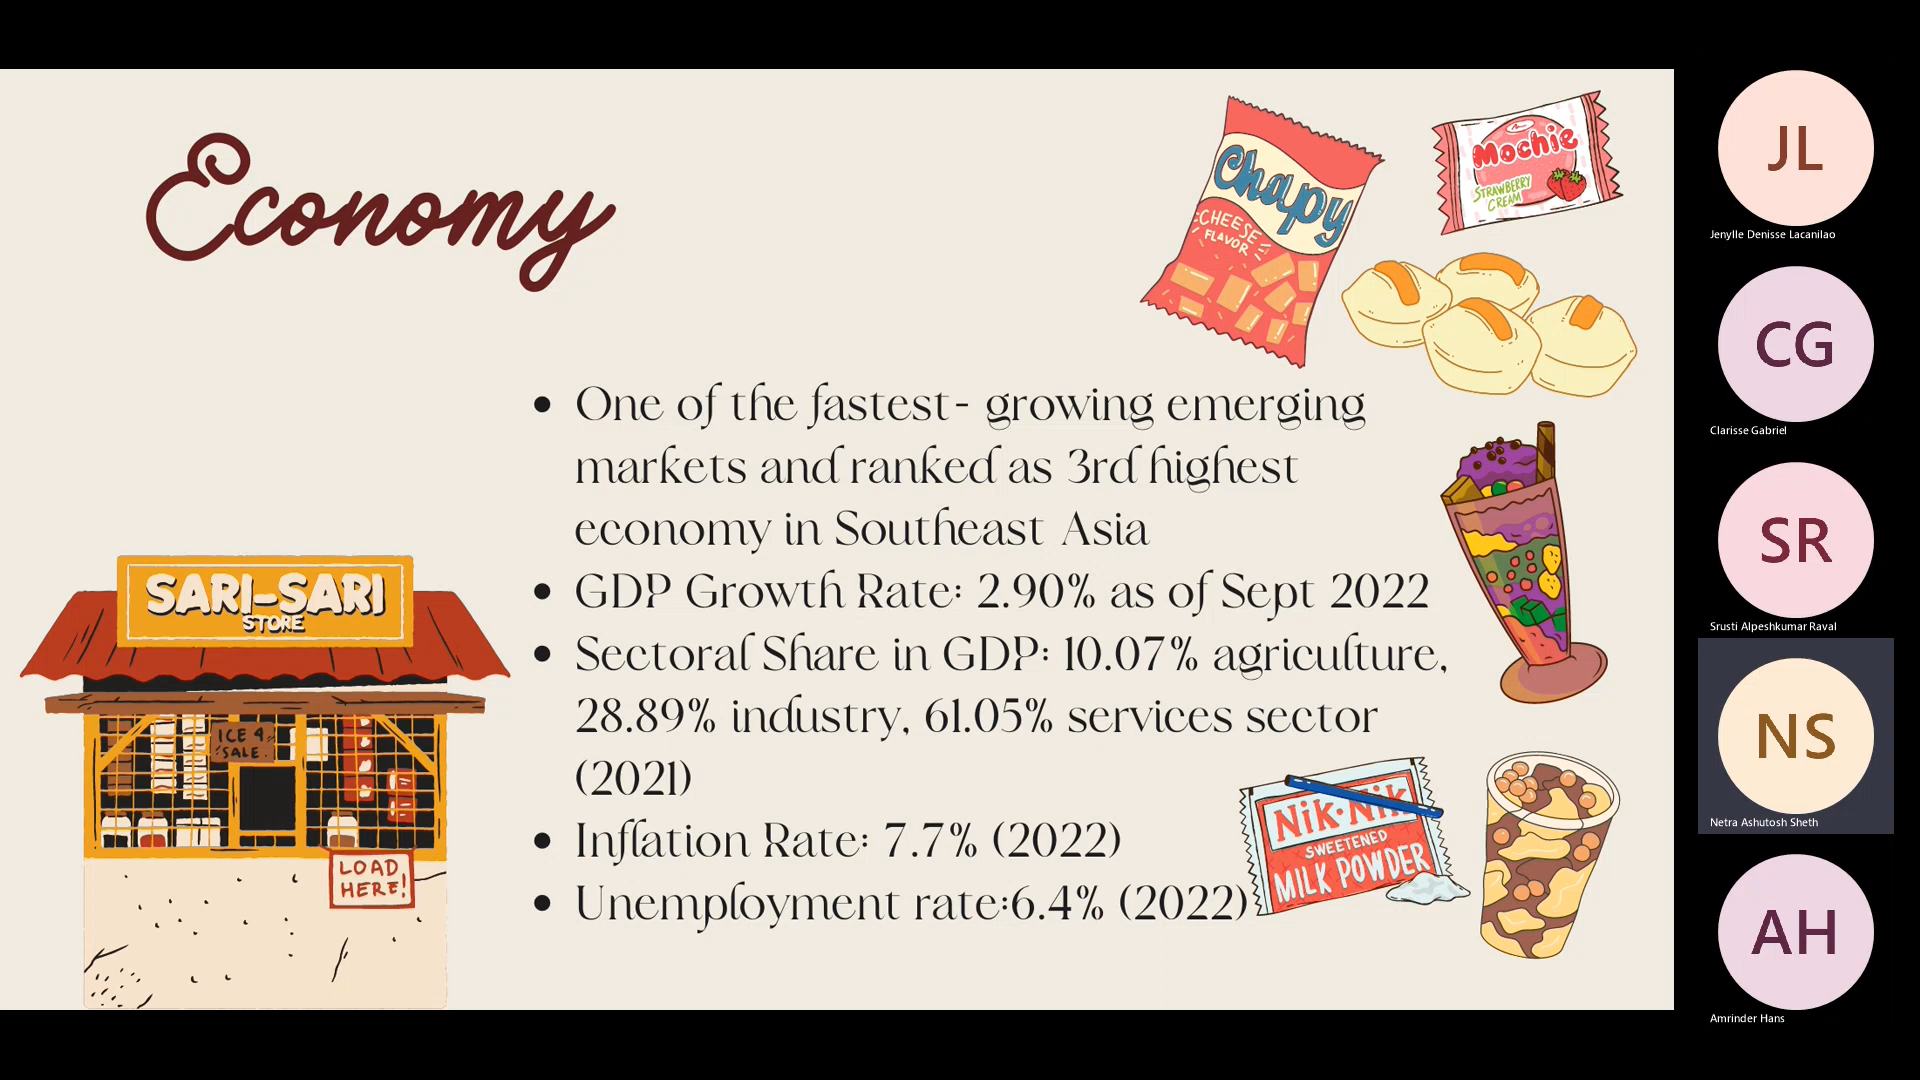 Economy
Chapy
CHEESE
FLAVOR
Mochie
STRAWBERRY
CREAM
• One of the fastest- growing emerging
markets and ranked as 3rd highest
economy in Southeast Asia
• GDP Growth Rate: 2.90% as of Sept 2022
• Sectoral Share in GDP: 10.07% agriculture,
28.89% industry, 61.05% services sector
(2021)
• Inflation Rate: 7.7% (2022)
• Unemployment rate:6.4% (2022)
SARI-SARI
STORE
ICE 4
SALE.
LOAD
HERE!
Nik·Nik
SWEETENED
MILK POWDER
JL
Jenylle Denisse Lacanilao
CG
Clarisse Gabriel
SR
Srusti Alpeshkumar Raval
NS
Netra Ashutosh Sheth
AH
Amrinder Hans